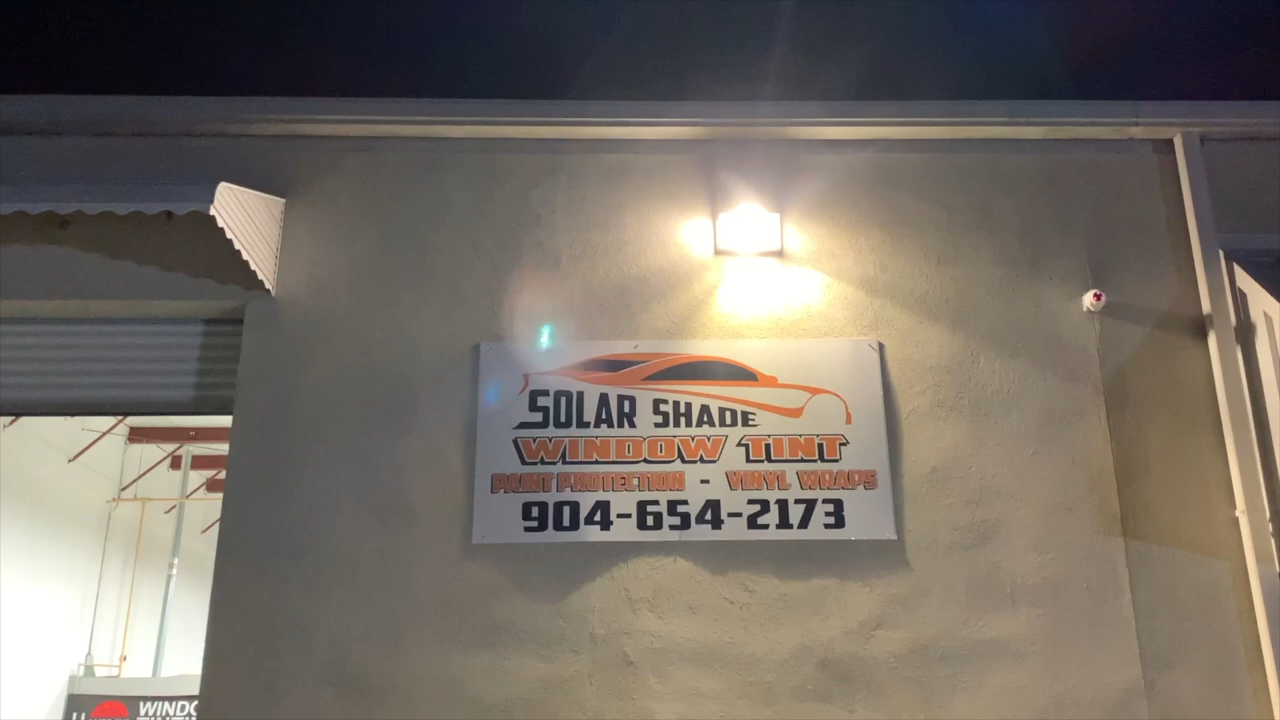 SOLAR SHADE
WINDOW TINT
PAINT PROTECTION - VINYL WRAPS
904-654-2173